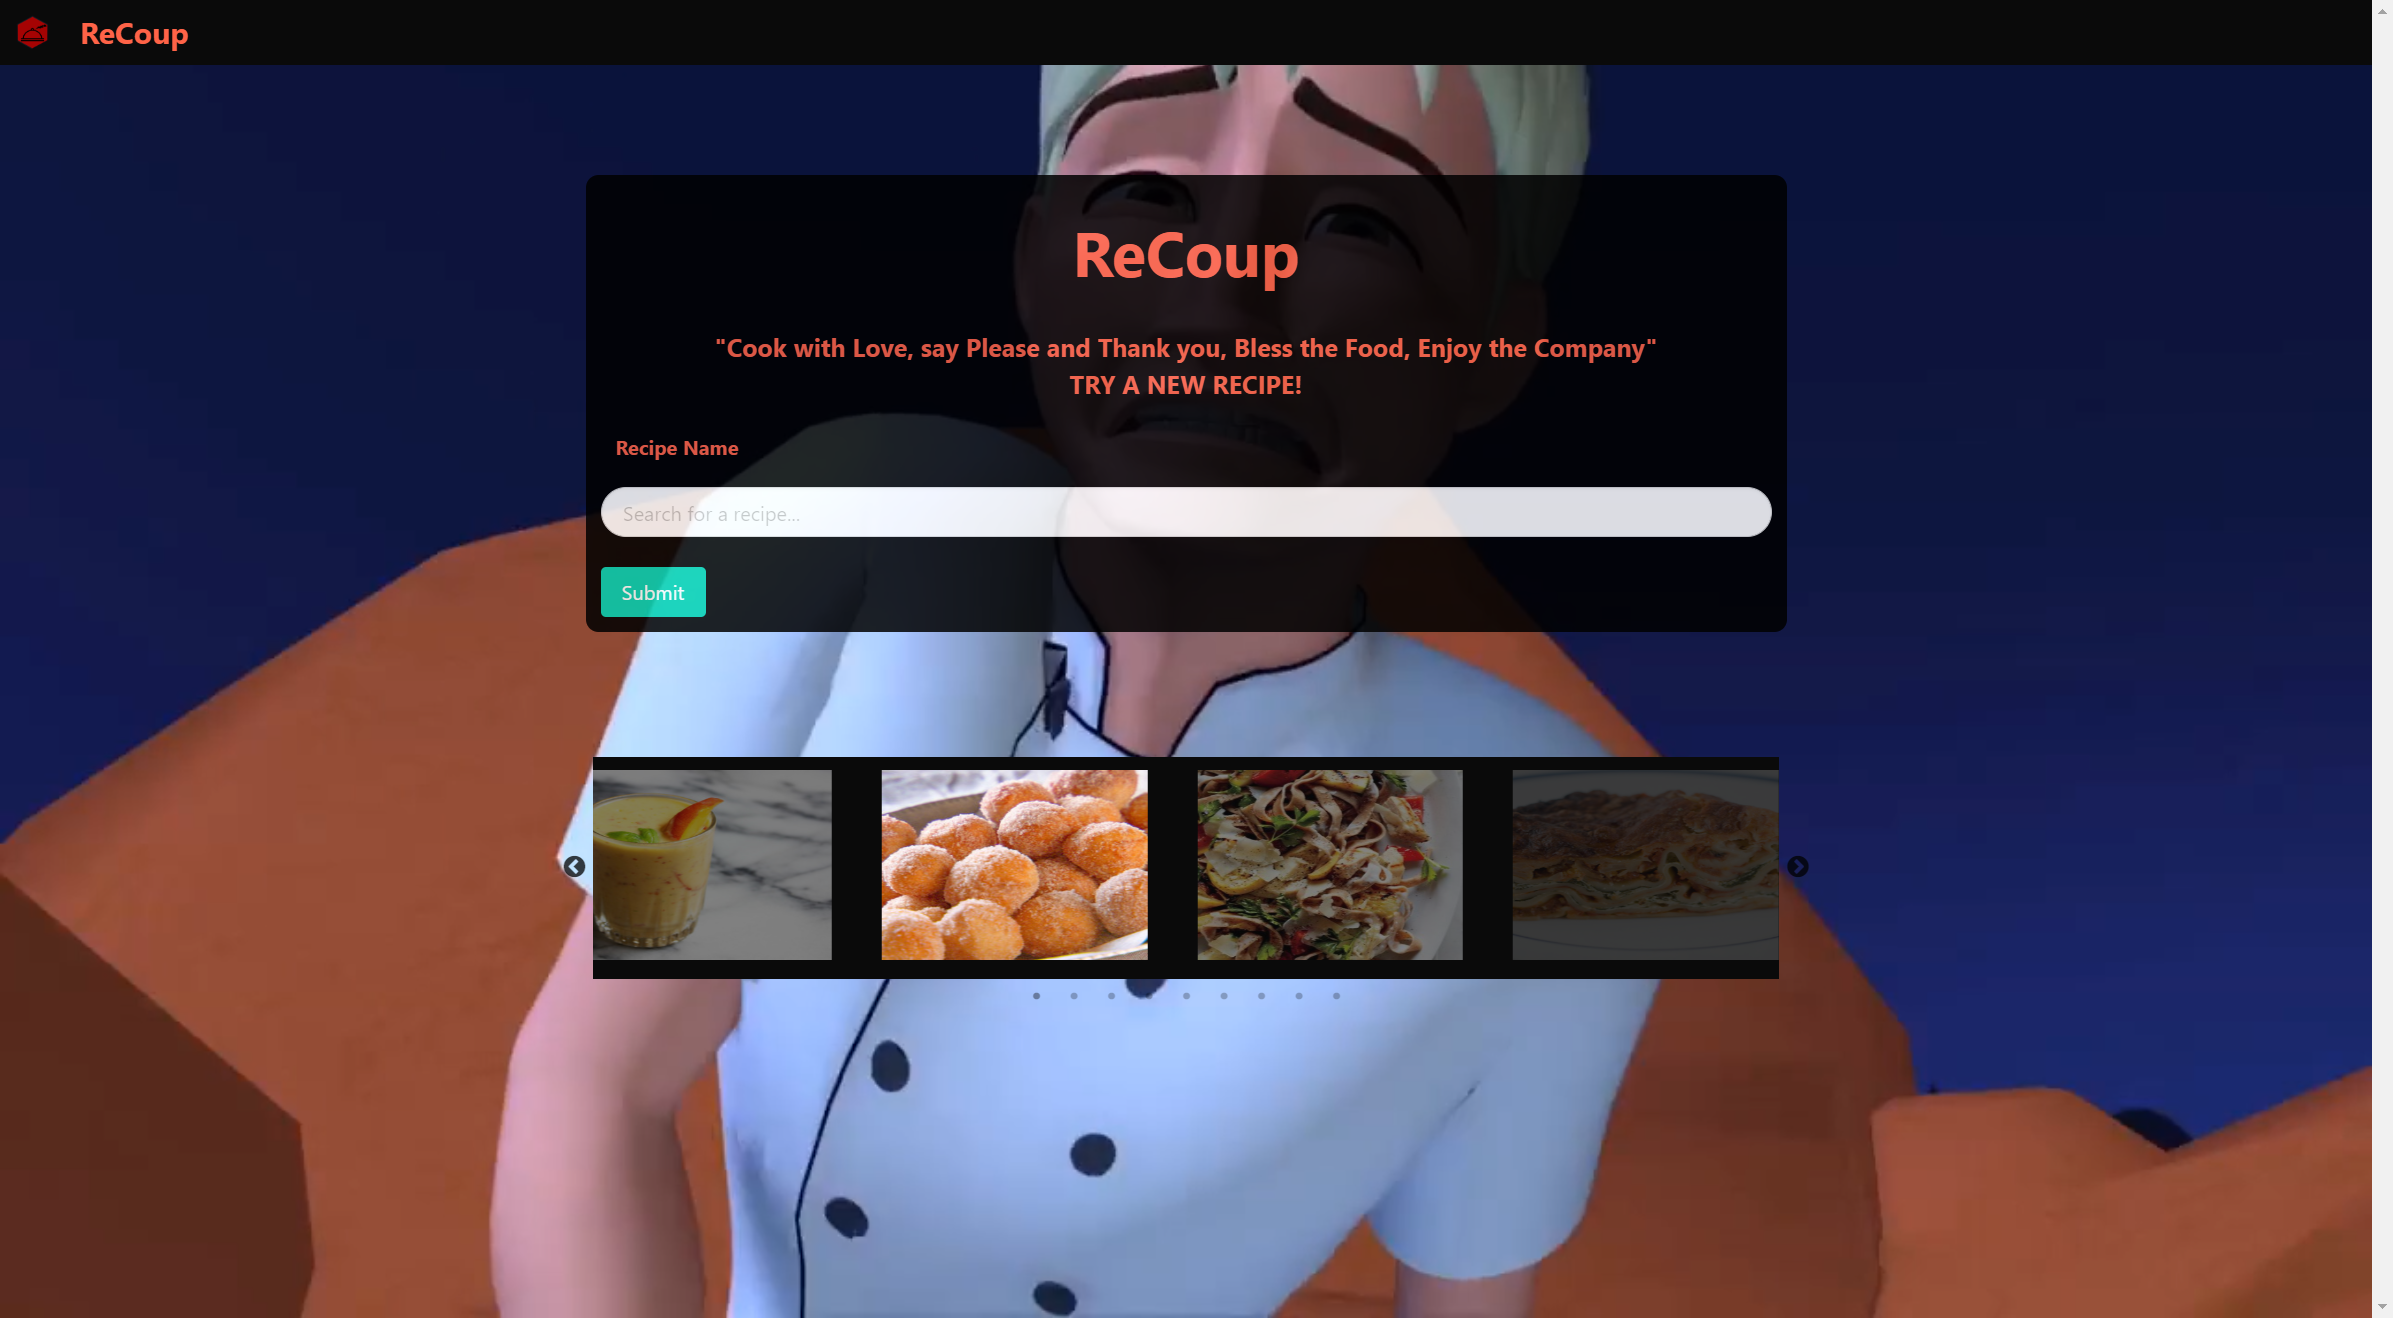 ReCoup
ReCoup
"Cook with Love, say Please and Thank you, Bless the Food, Enjoy the Company"
TRY A NEW RECIPE!
Recipe Name
Search for a recipe...
Submit